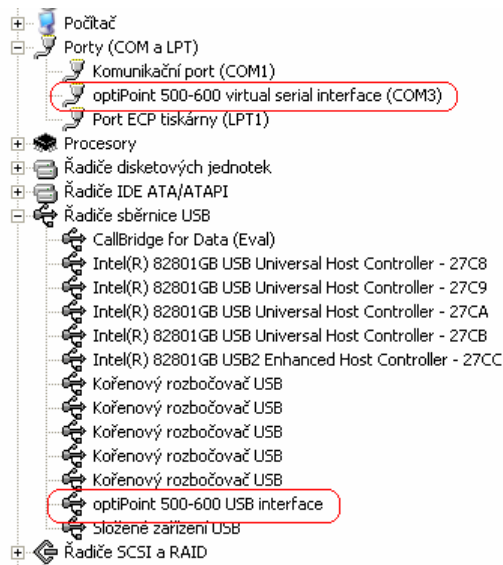 Počítač
Porty (COM a LPT)
Komunikační port (COM1)
optiPoint 500-600 virtual serial interface (COM3)
Port ECP tiskárny (LPT1)
Procesory
Řadiče disketových jednotek
Řadiče IDE ATA/ATAPI
Řadiče sběrnice USB
CallBridge for Data (Eval)
Intel(R) 82801GB USB Universal Host Controller - 27C8
Intel(R) 82801GB USB Universal Host Controller - 27C9
Intel(R) 82801GB USB Universal Host Controller - 27CA
Intel(R) 82801GB USB Universal Host Controller - 27CB
Intel(R) 82801GB USB2 Enhanced Host Controller - 27CC
Kořenový rozbočovač USB
Kořenový rozbočovač USB
Kořenový rozbočovač USB
Kořenový rozbočovač USB
Kořenový rozbočovač USB
optiPoint 500-600 USB interface
Složené zařízení USB
Řadiče SCSI a RAID